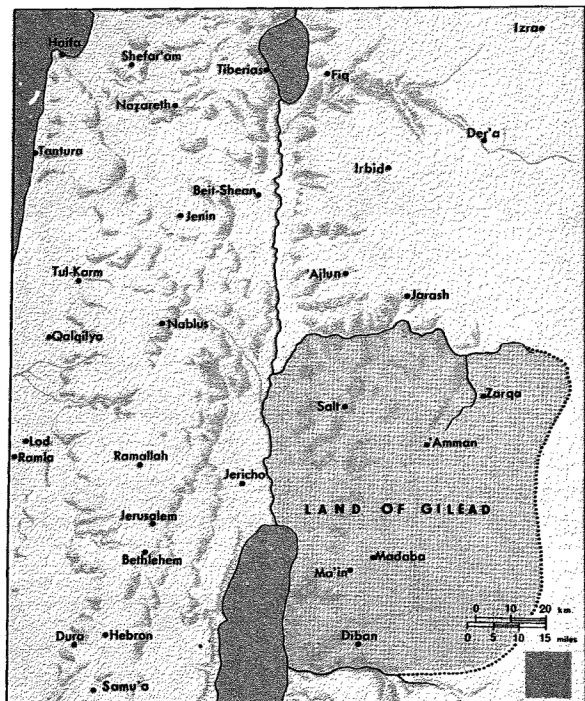 Izra
Haifa
Shefar'am
Tiberias
Fiq
Nazareth
Der'a
Tantura
Irbid
Beit-Shean
Jenin
'Ajlun
Tul-Karm
Jarash
Nablus
Qalqilya
Zarqa
Salt
'Amman
Lod
Ramla
Ramallah
Jericho
LAND OF GILEAD
Jerusalem
Bethlehem
Madaba
Ma'in
0 10 20 km.
0 5 10 15 miles
Dura
Hebron
Diban
Samu'a